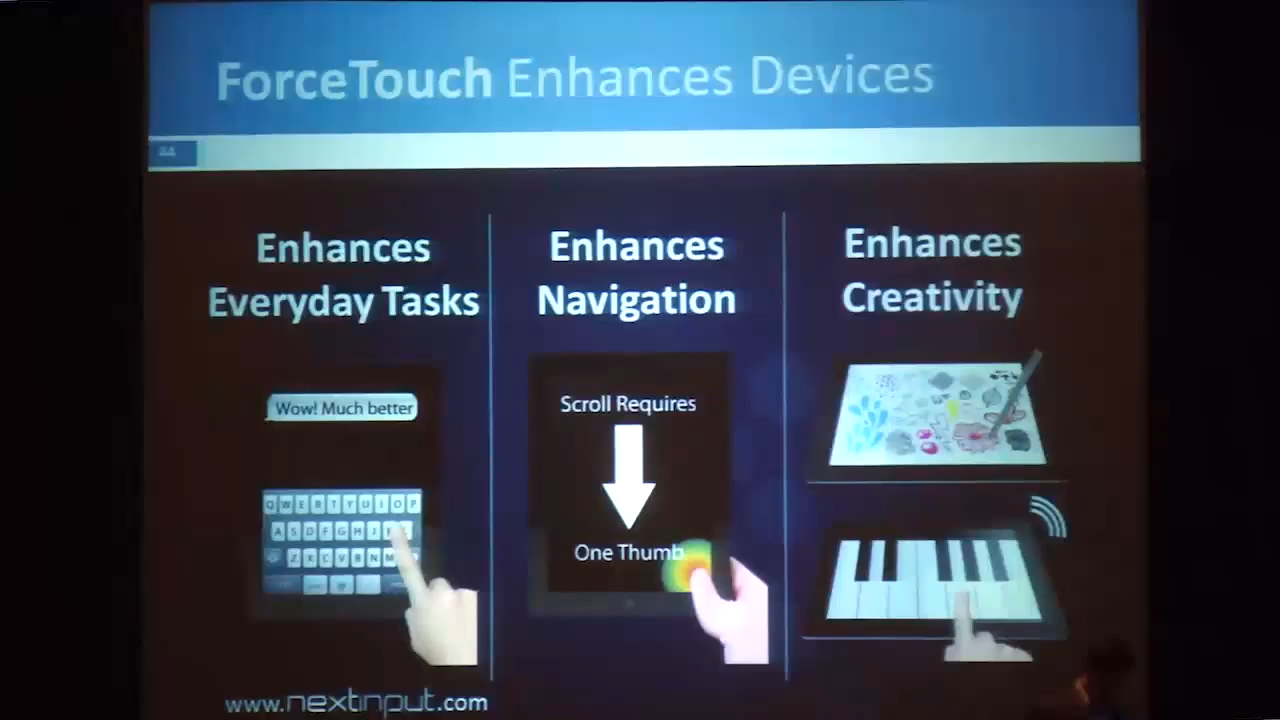 ForceTouch Enhances Devices
Enhances
Everyday Tasks
Enhances
Navigation
Enhances
Creativity
Wow! Much better
Scroll Requires
One Thumb
Q W E R T Y U I O P
A S D F G H J K
Z X C V B N M
www.nextinput.com